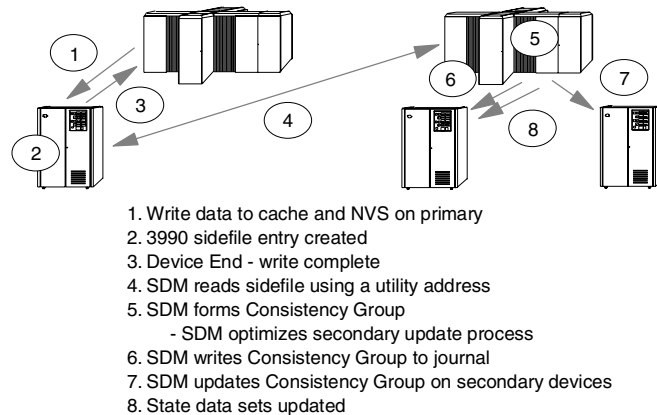 1
2
3
4
5
6
7
8
1. Write data to cache and NVS on primary
2. 3990 sidefile entry created
3. Device End - write complete
4. SDM reads sidefile using a utility address
5. SDM forms Consistency Group
- SDM optimizes secondary update process
6. SDM writes Consistency Group to journal
7. SDM updates Consistency Group on secondary devices
8. State data sets updated